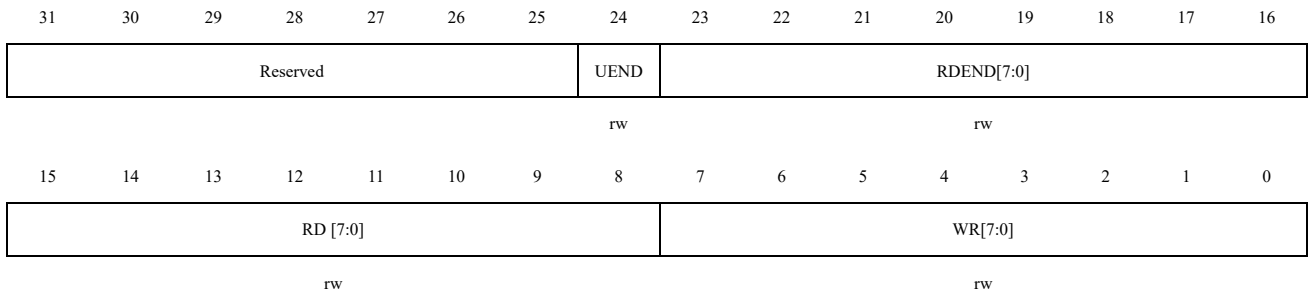 31 30 29 28 27 26 25 24 23 22 21 20 19 18 17 16
Reserved UEND RDEND[7:0]
rw rw
15 14 13 12 11 10 9 8 7 6 5 4 3 2 1 0
RD [7:0] WR[7:0]
rw rw